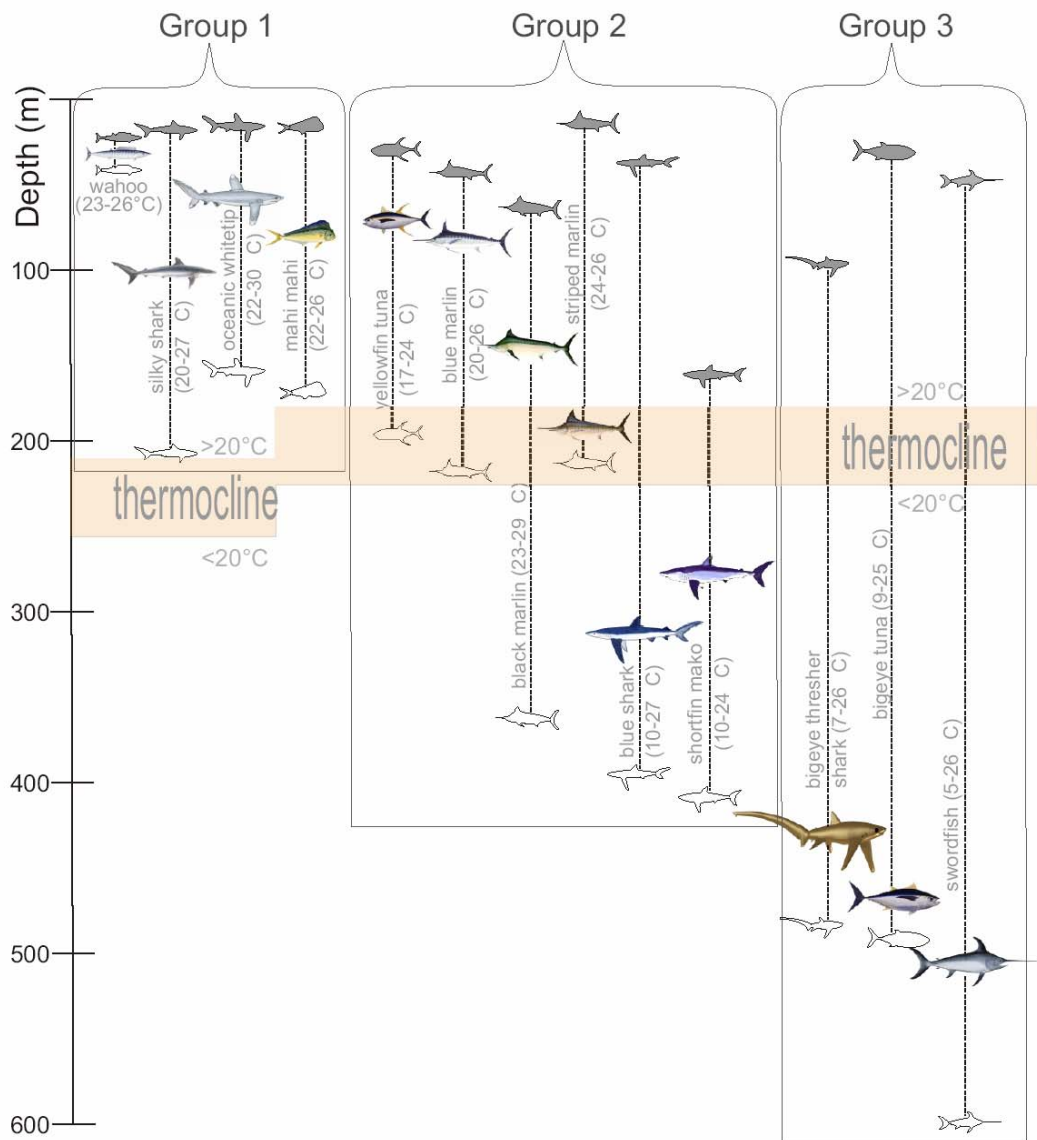 Group 1
Group 2
Group 3
Depth (m)
100
200
300
400
500
600
wahoo
(23-26°C)
silky shark
(20-27 C)
oceanic whitetip
(22-30 C)
mahi mahi
(22-26 C)
yellowfin tuna
(17-24 C)
blue marlin
(20-26 C)
black marlin (23-29 C)
striped marlin
(24-26 C)
blue shark
(10-27 C)
shortfin mako
(10-24 C)
bigeye thresher
shark (7-26 C)
bigeye tuna (9-25 C)
swordfish (5-26 C)
>20°C
thermocline
<20°C
>20°C
thermocline
<20°C